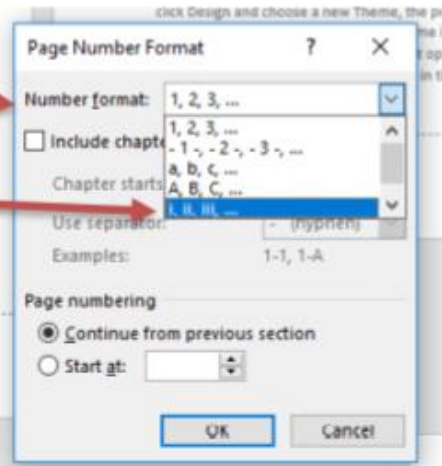 click Design and choose a new Theme, the
Page Number Format ? ×
Number format: 1, 2, 3, ...
1, 2, 3, ...
Include chapte
- 1 -, - 2 -, - 3 -, ...
a, b, c, ...
Chapter starts
A, B, C, ...
i, ii, iii, ...
Use separator: - (hyphen)
Examples: 1-1, 1-A
Page numbering
Continue from previous section
Start at:
OK Cancel